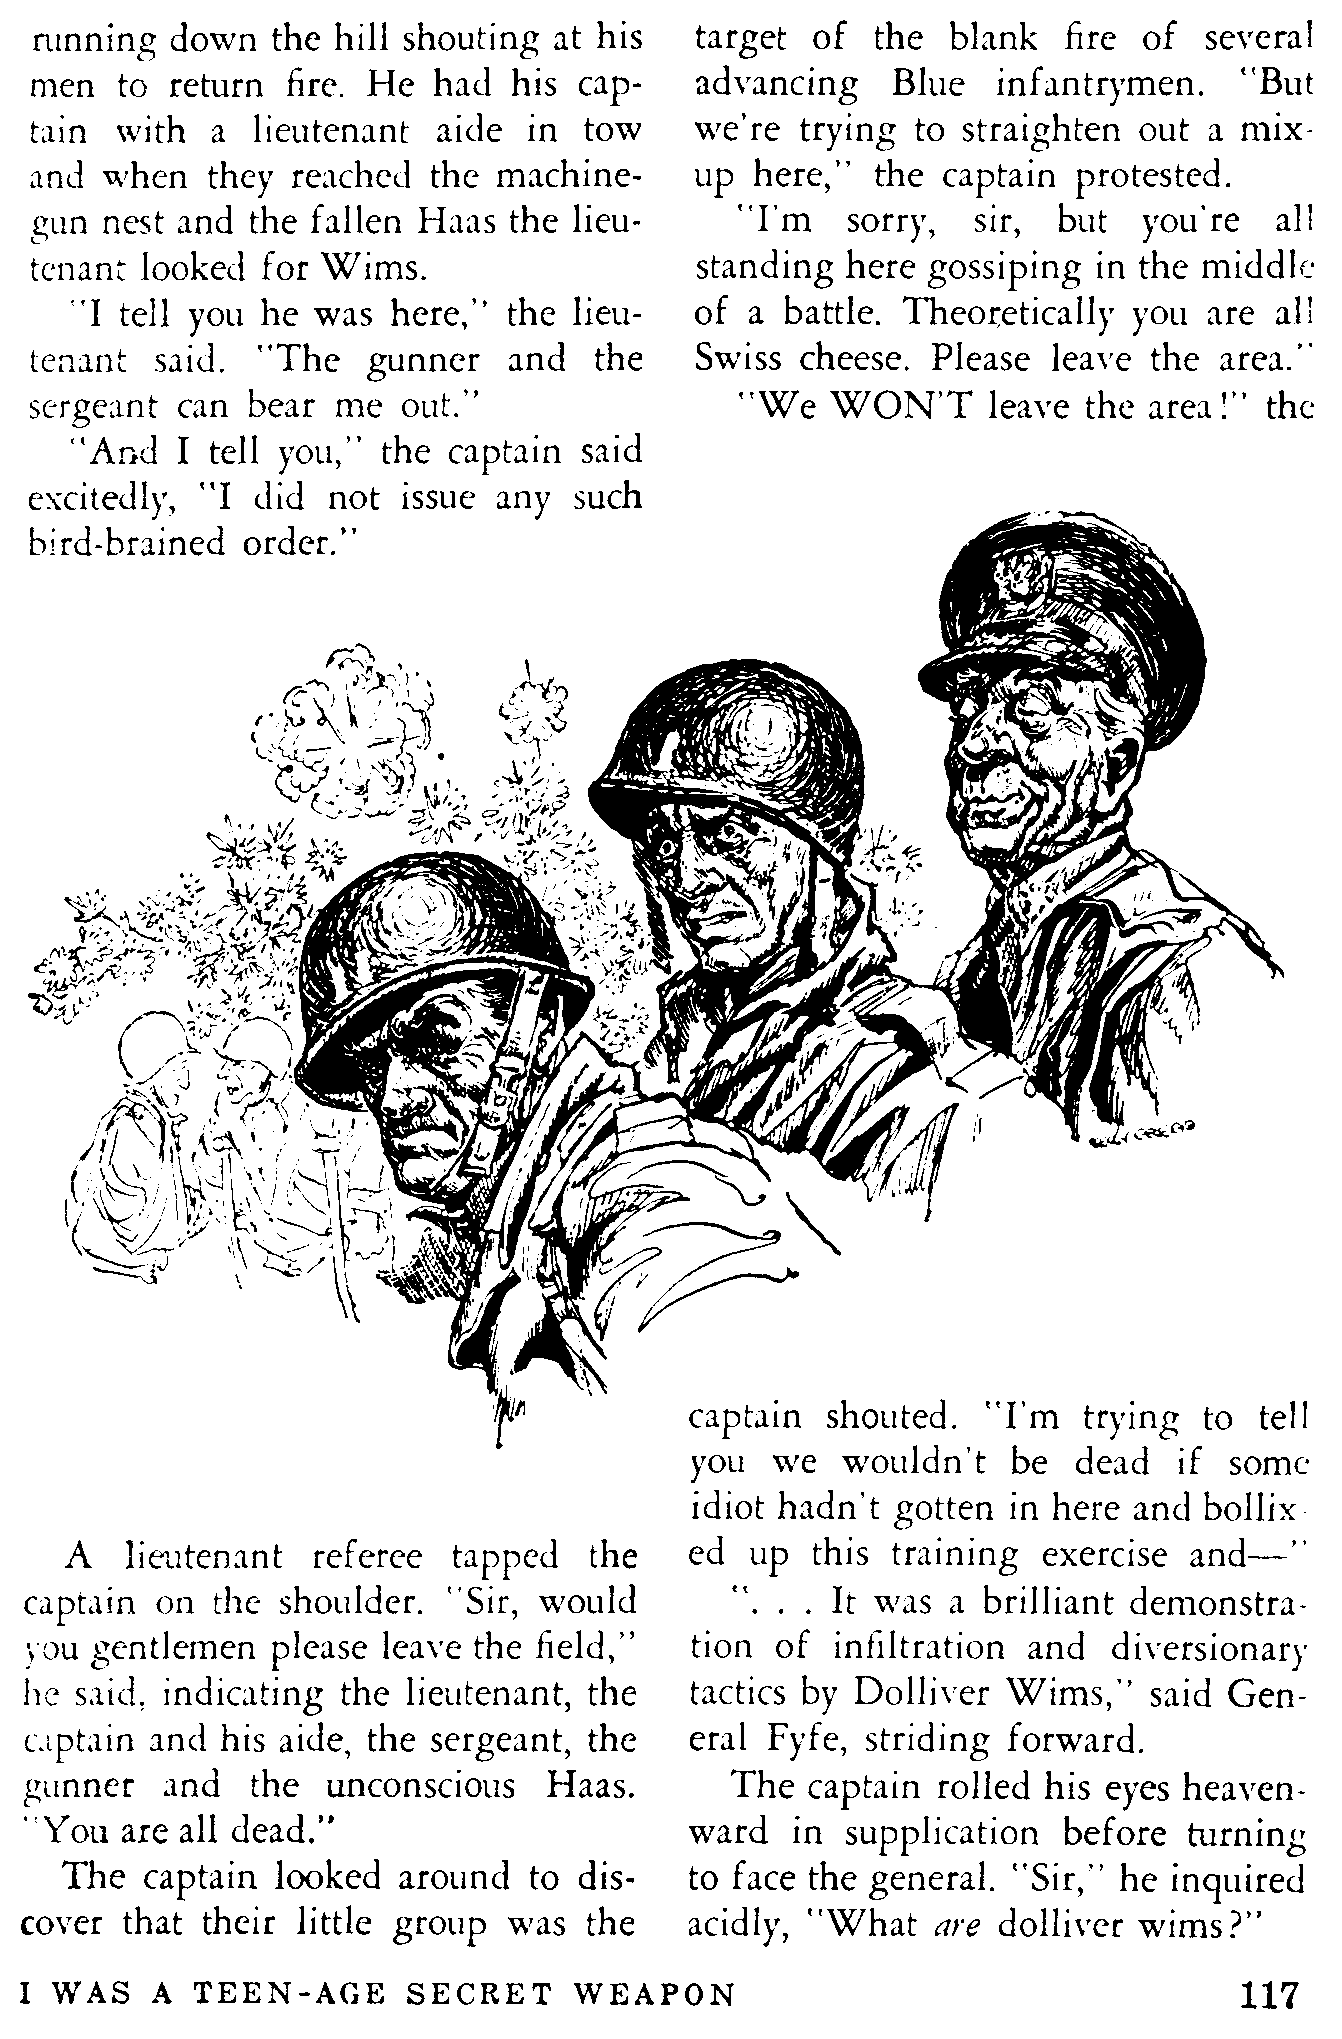 running down the hill shouting at his
men to return fire. He had his cap-
tain with a lieutenant aide in tow
and when they reached the machine-
gun nest and the fallen Haas the lieu-
tenant looked for Wims.
"I tell you he was here," the lieu-
tenant said. "The gunner and the
sergeant can bear me out."
"And I tell you," the captain said
excitedly, "I did not issue any such
bird-brained order."
A lieutenant referee tapped the
captain on the shoulder. "Sir, would
you gentlemen please leave the field,"
he said, indicating the lieutenant, the
captain and his aide, the sergeant, the
gunner and the unconscious Haas.
"You are all dead."
The captain looked around to dis-
cover that their little group was the
target of the blank fire of several
advancing Blue infantrymen. "But
we're trying to straighten out a mix-
up here," the captain protested.
"I'm sorry, sir, but you're all
standing here gossiping in the middle
of a battle. Theoretically you are all
Swiss cheese. Please leave the area."
"We WON'T leave the area!" the
captain shouted. "I'm trying to tell
you we wouldn't be dead if some
idiot hadn't gotten in here and bollix-
ed up this training exercise and—"
". . . It was a brilliant demonstra-
tion of infiltration and diversionary
tactics by Dolliver Wims," said Gen-
eral Fyfe, striding forward.
The captain rolled his eyes heaven-
ward in supplication before turning
to face the general. "Sir," he inquired
acidly, "What are dolliver wims?"
I WAS A TEEN-AGE SECRET WEAPON
117